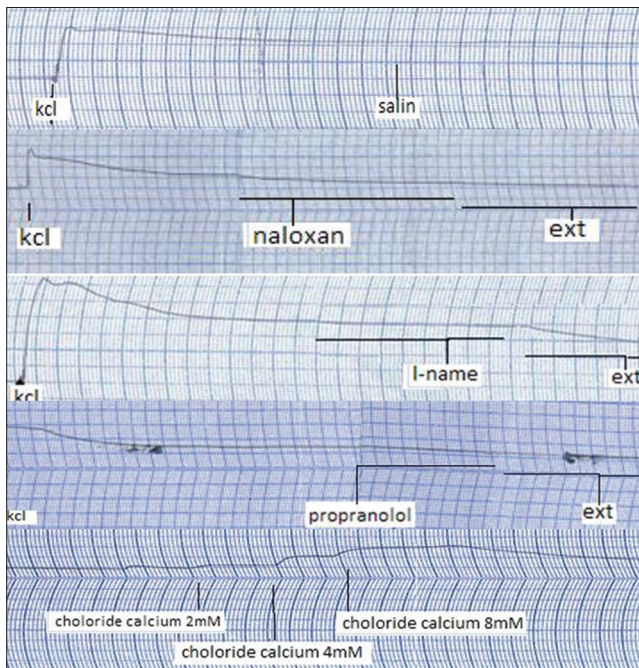 kcl
salin
kcl
naloxan
ext
kcl
l-name
ext
kcl
propranolol
ext
choloride calcium 2mM
choloride calcium 4mM
choloride calcium 8mM